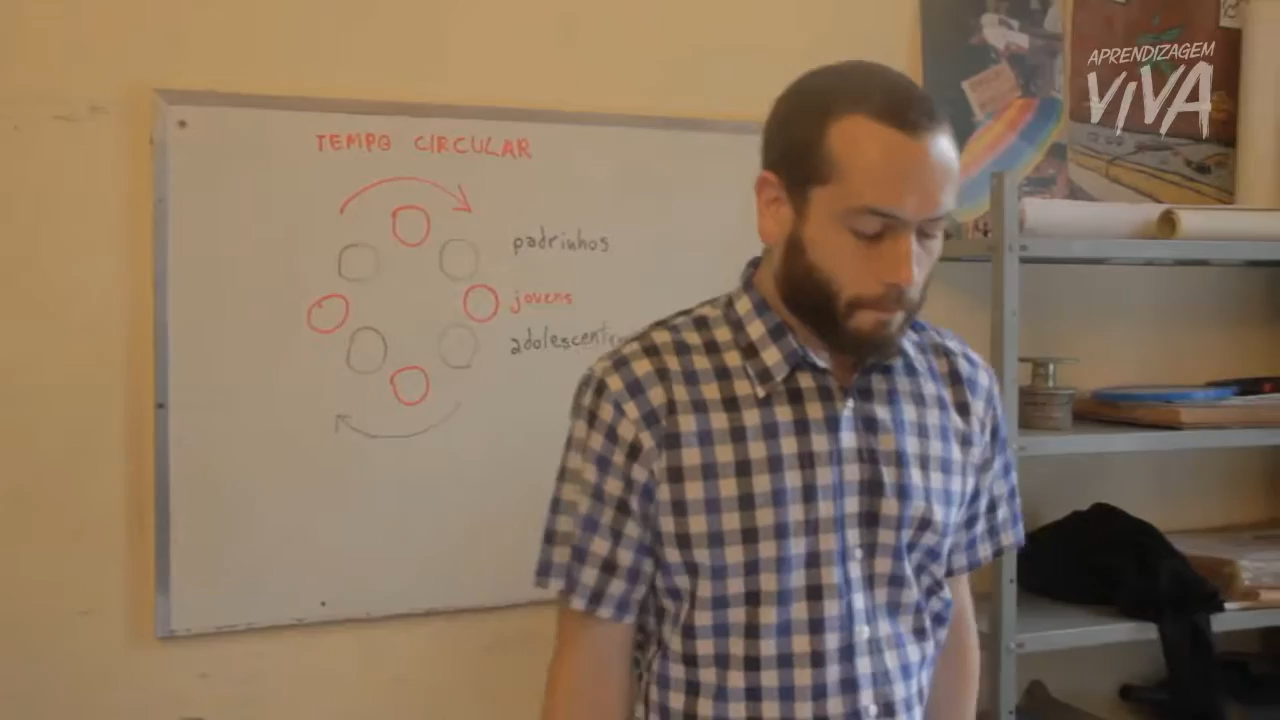 APRENDIZAGEM
VIVA
TEMPO CIRCULAR
padrinhos
jovens